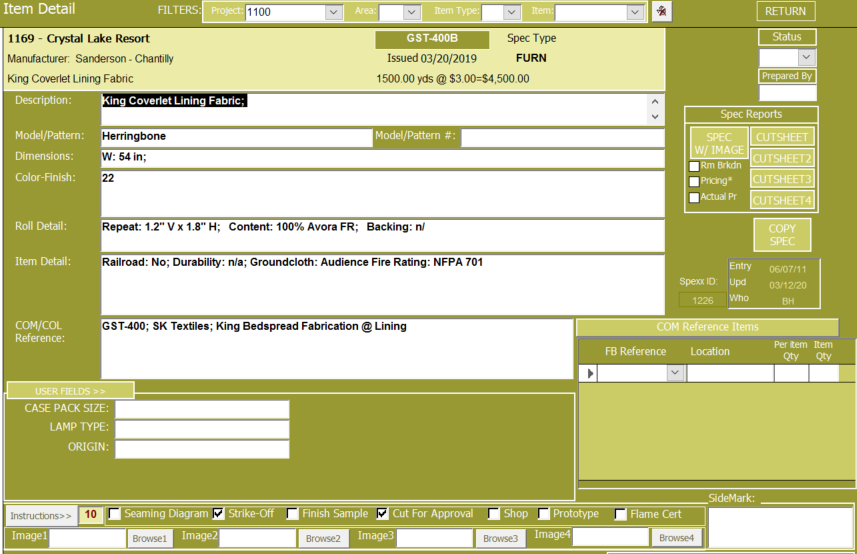 Item Detail FILTERS: Project: 1100 Area: Item Type: Item: RETURN
1169 - Crystal Lake Resort GST-400B Spec Type Status
Manufacturer: Sanderson - Chantilly Issued 03/20/2019 FURN
King Coverlet Lining Fabric 1500.00 yds @ $3.00=$4,500.00 Prepared By
Description: King Coverlet Lining Fabric;
Spec Reports
Model/Pattern: Herringbone Model/Pattern #: SPEC W/ IMAGE CUTSHEET
Dimensions: W: 54 in; CUTSHEET2
Rm Brkdn
Color-Finish: 22 Pricing* CUTSHEET3
Actual Pr CUTSHEET4
Roll Detail: Repeat: 1.2" V x 1.8" H; Content: 100% Avora FR; Backing: n/ COPY SPEC
Item Detail: Railroad: No; Durability: n/a; Groundcloth: Audience Fire Rating: NFPA 701
Entry 06/07/11
Spexx ID: Upd 03/12/20
1226 Who BH
COM/COL Reference: GST-400; SK Textiles; King Bedspread Fabrication @ Lining
COM Reference Items
FB Reference Location Per Item Qty Item Qty
USER FIELDS >>
CASE PACK SIZE:
LAMP TYPE:
ORIGIN:
SideMark:
Instructions>> 10 Seaming Diagram Strike-Off Finish Sample Cut For Approval Shop Prototype Flame Cert
Image1 Browse1 Image2 Browse2 Image3 Browse3 Image4 Browse4